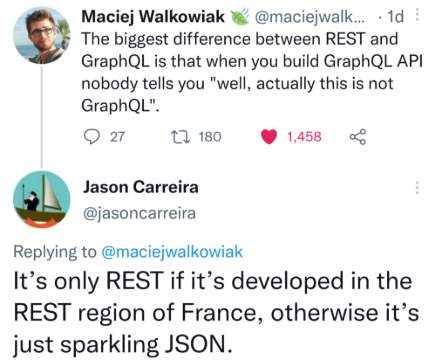 Maciej Walkowiak @maciejwalk... · 1d
The biggest difference between REST and
GraphQL is that when you build GraphQL API
nobody tells you "well, actually this is not
GraphQL".
27 180 1,458
Jason Carreira
@jasoncarreira
Replying to @maciejwalkowiak
It’s only REST if it’s developed in the
REST region of France, otherwise it’s
just sparkling JSON.